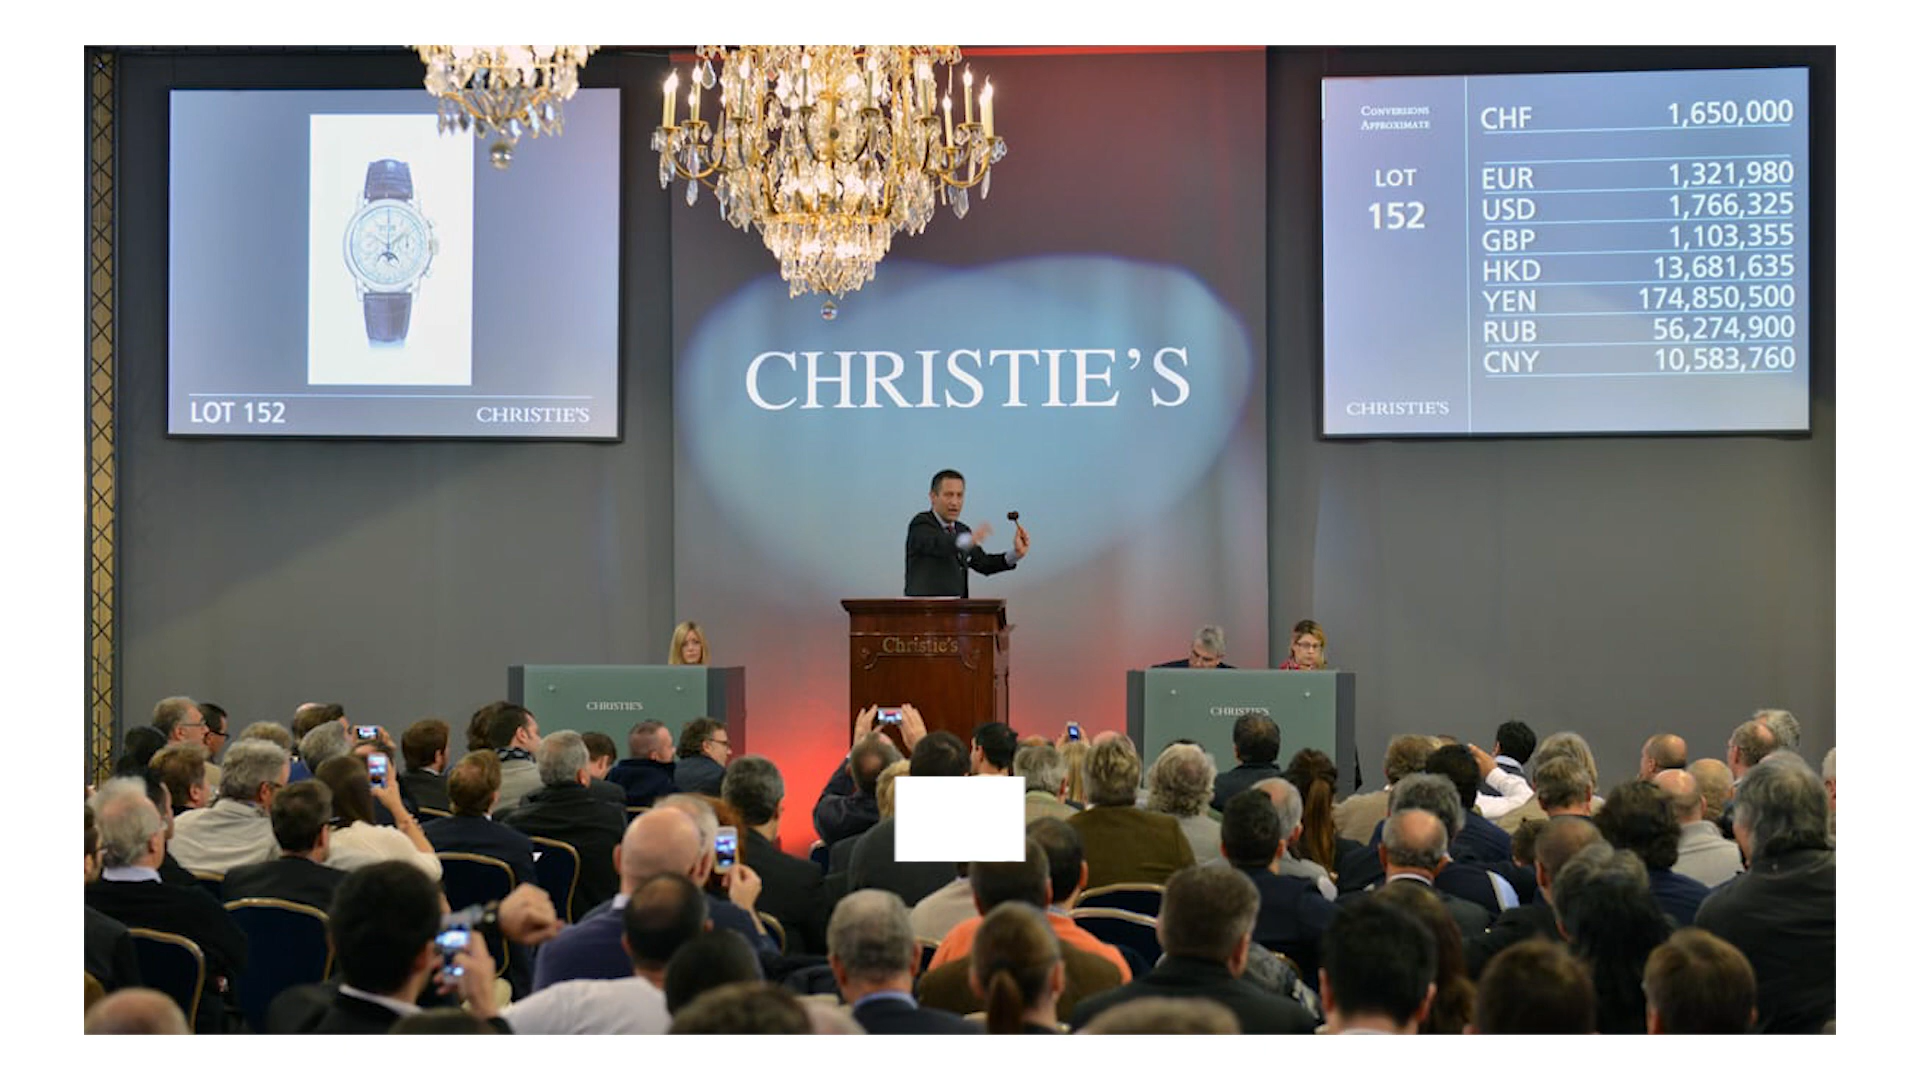 LOT 152
CHRISTIE'S
CHRISTIE'S
CONVERSIONS
APPROXIMATE
LOT
152
CHRISTIE'S
CHF 1,650,000
EUR 1,321,980
USD 1,766,325
GBP 1,103,355
HKD 13,681,635
YEN 174,850,500
RUB 56,274,900
CNY 10,583,760
Christie's
CHRISTIE'S
CHRISTIE'S